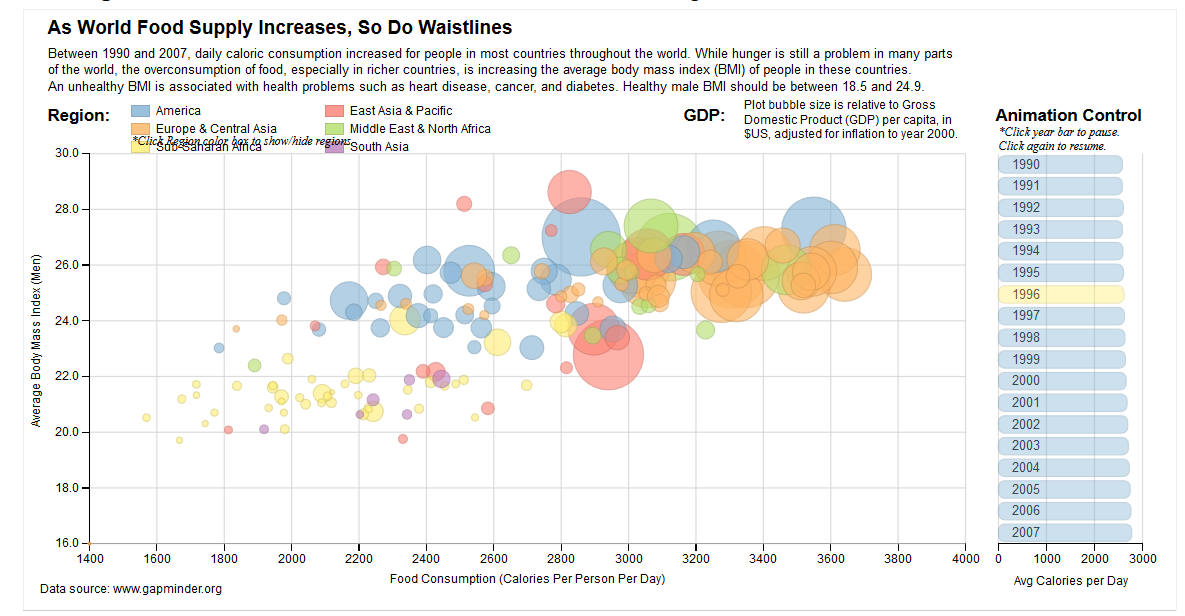 As World Food Supply Increases, So Do Waistlines
Between 1990 and 2007, daily caloric consumption increased for people in most countries throughout the world. While hunger is still a problem in many parts
of the world, the overconsumption of food, especially in richer countries, is increasing the average body mass index (BMI) of people in these countries.
An unhealthy BMI is associated with health problems such as heart disease, cancer, and diabetes. Healthy male BMI should be between 18.5 and 24.9.
Region:
America
East Asia & Pacific
Europe & Central Asia
Middle East & North Africa
*Click Region color box to show/hide regions
Sub-Saharan Africa
South Asia
GDP:
Plot bubble size is relative to Gross
Domestic Product (GDP) per capita, in
$US, adjusted for inflation to year 2000.
Animation Control
*Click year bar to pause.
Click again to resume.
30.0
28.0
26.0
24.0
22.0
20.0
18.0
16.0
Average Body Mass Index (Men)
1400 1600 1800 2000 2200 2400 2600 2800 3000 3200 3400 3600 3800 4000
Food Consumption (Calories Per Person Per Day)
1990
1991
1992
1993
1994
1995
1996
1997
1998
1999
2000
2001
2002
2003
2004
2005
2006
2007
0 1000 2000 3000
Avg Calories per Day
Data source: www.gapminder.org